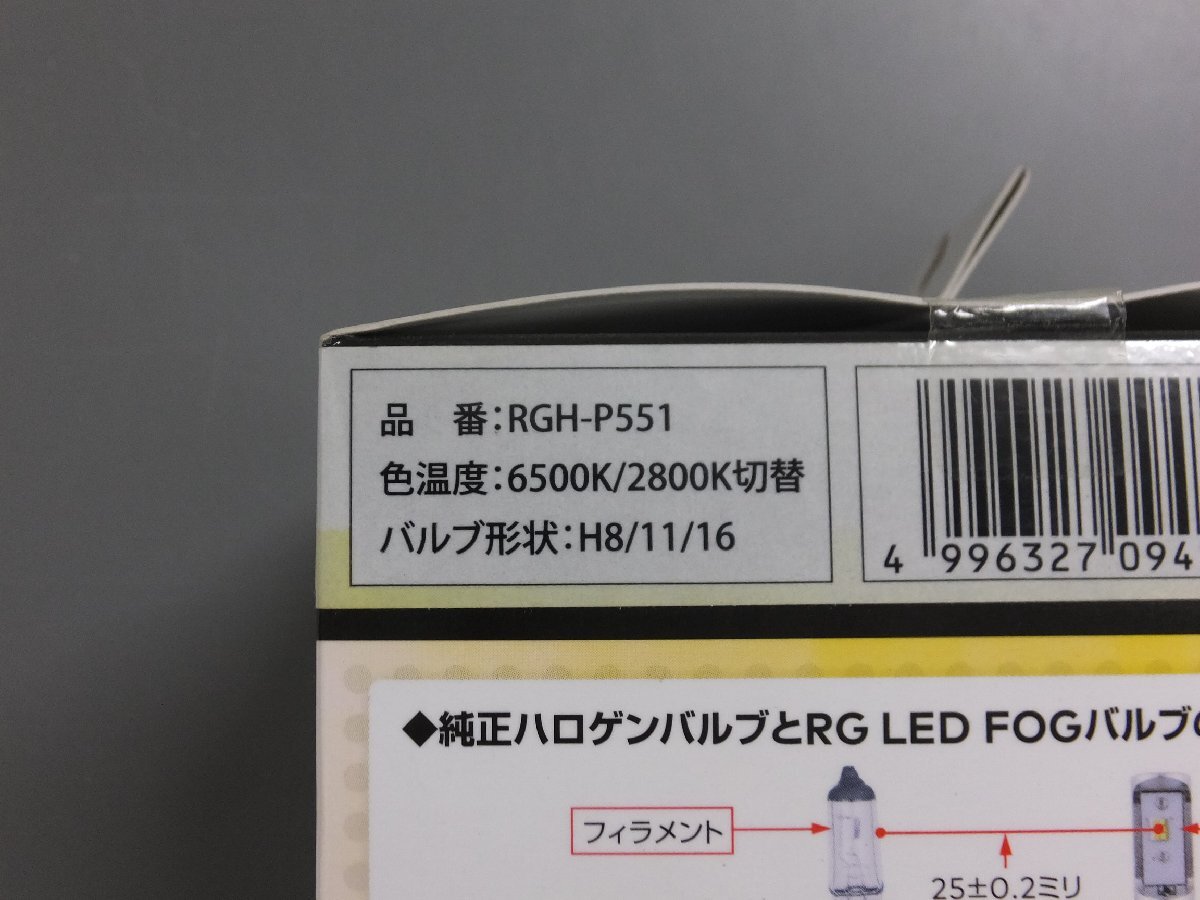 品　番：RGH-P551
色温度：6500K/2800K切替
バルブ形状：H8/11/16
4 996327 094
◆純正ハロゲンバルブとRG LED FOGバルブ
フィラメント
25±0.2ミリ